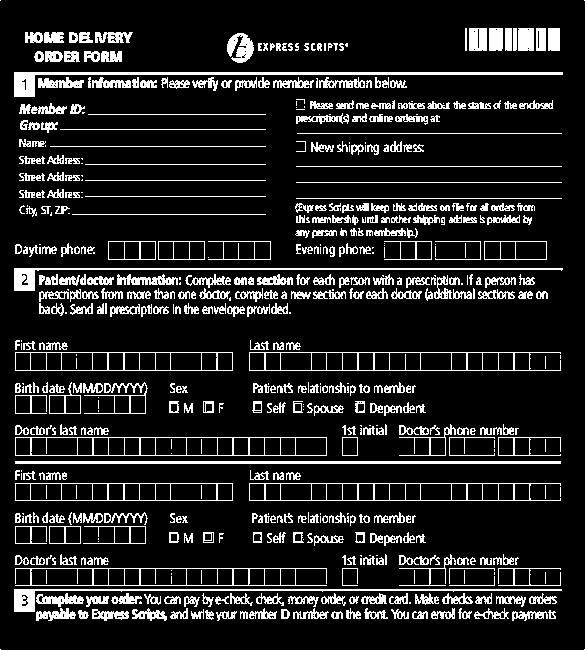 HOME DELIVERY
ORDER FORM
EXPRESS SCRIPTS®
1 Member information: Please verify or provide member information below.
Member ID:
Group:
Name:
Street Address:
Street Address:
Street Address:
City, ST, ZIP:
Please send me e-mail notices about the status of the enclosed
prescription(s) and online ordering at:
New shipping address:
(Express Scripts will keep this address on file for all orders from
this membership until another shipping address is provided by
any person in this membership.)
Daytime phone:
Evening phone:
2 Patient/doctor information: Complete one section for each person with a prescription. If a person has
prescriptions from more than one doctor, complete a new section for each doctor (additional sections are on
back). Send all prescriptions in the envelope provided.
First name Last name
Birth date (MM/DD/YYYY) Sex Patient's relationship to member
M F Self Spouse Dependent
Doctor's last name 1st initial Doctor's phone number
First name Last name
Birth date (MM/DD/YYYY) Sex Patient's relationship to member
M F Self Spouse Dependent
Doctor's last name 1st initial Doctor's phone number
3 Complete your order: You can pay by e-check, check, money order, or credit card. Make checks and money orders
payable to Express Scripts, and write your member ID number on the front. You can enroll for e-check payments